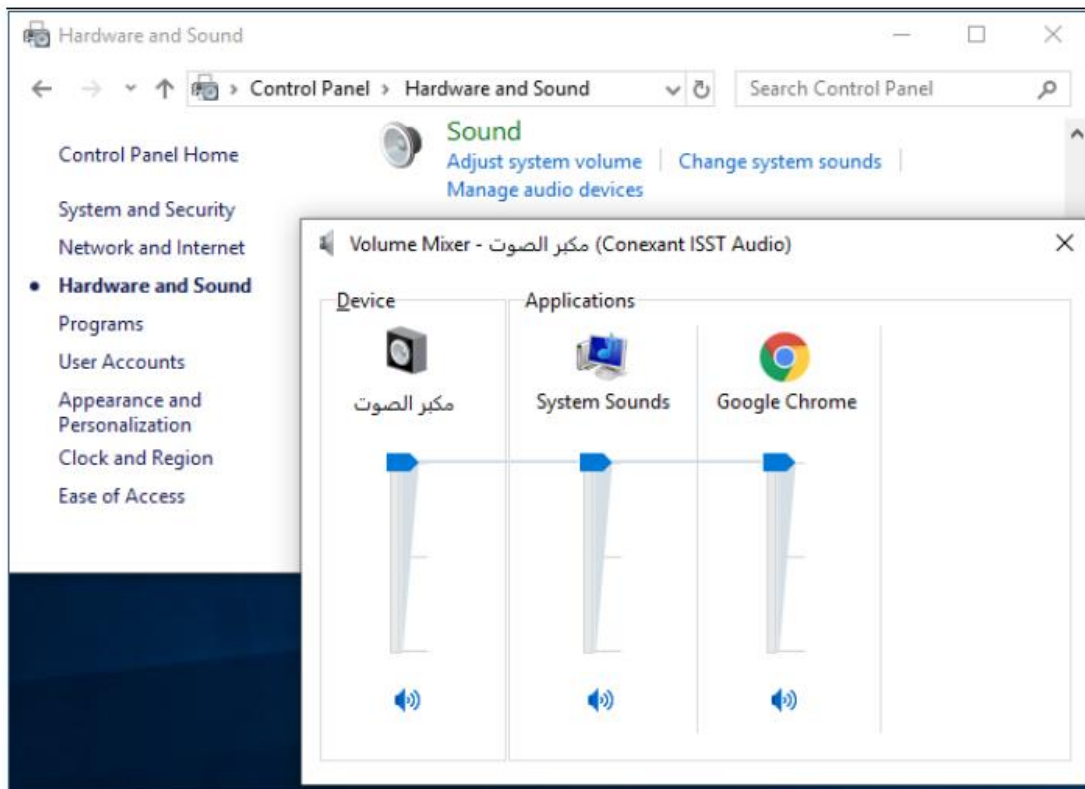 Hardware and Sound
Control Panel › Hardware and Sound
Search Control Panel
Control Panel Home
System and Security
Network and Internet
Hardware and Sound
Programs
User Accounts
Appearance and
Personalization
Clock and Region
Ease of Access
Sound
Adjust system volume
Change system sounds
Manage audio devices
Volume Mixer - مكبر الصوت (Conexant ISST Audio)
Device
Applications
مكبر الصوت
System Sounds
Google Chrome